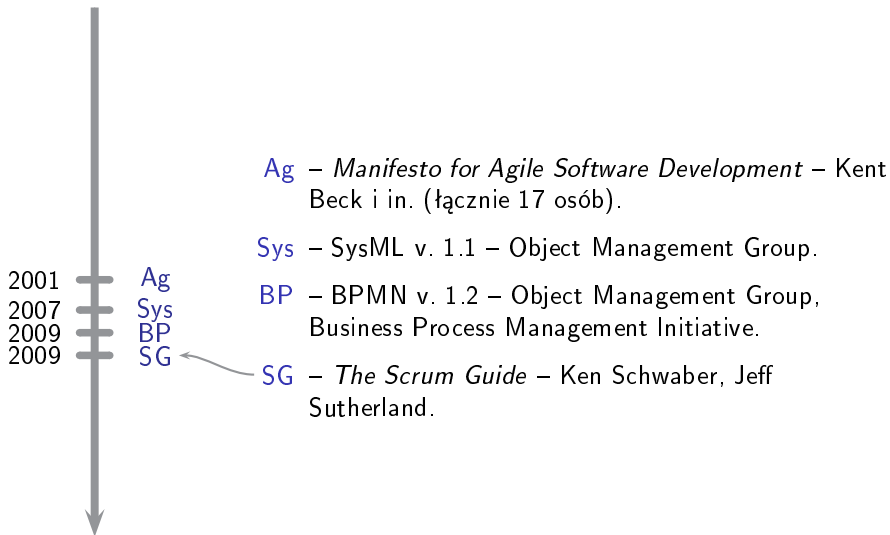 2001 Ag
2007 Sys
2009 BP
2009 SG
Ag – Manifesto for Agile Software Development – Kent
Beck i in. (łącznie 17 osób).
Sys – SysML v. 1.1 – Object Management Group.
BP – BPMN v. 1.2 – Object Management Group,
Business Process Management Initiative.
SG – The Scrum Guide – Ken Schwaber, Jeff
Sutherland.